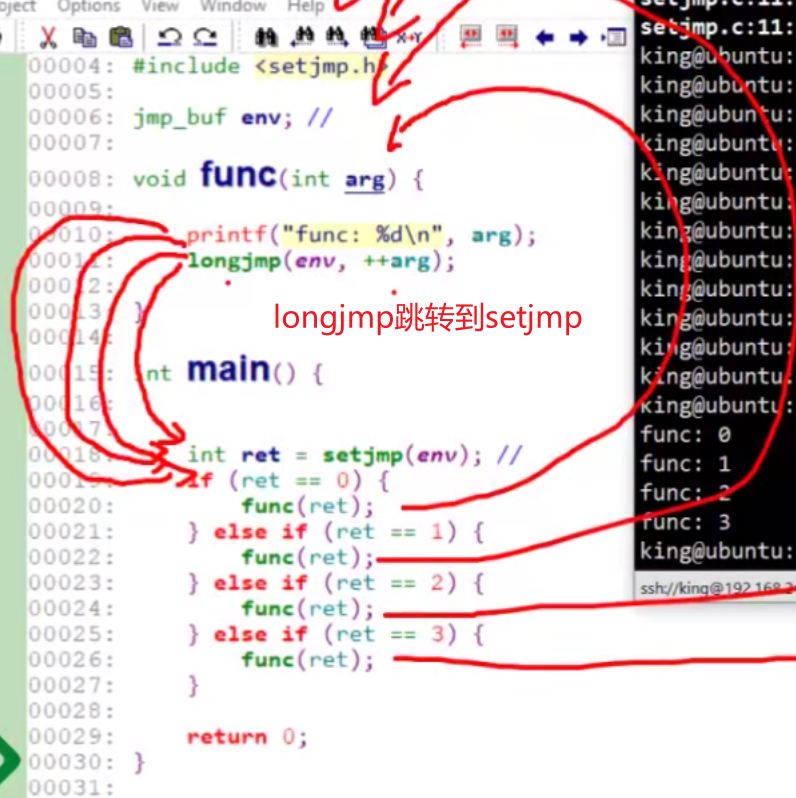 Options View Window Help
00004: #include <setjmp.h>
00005:
00006: jmp_buf env; //
00007:
00008: void func(int arg) {
00009:
00010: printf("func: %d\n", arg);
00011: longjmp(env, ++arg);
00012:
00013: }
00014:
longjmp跳转到setjmp
00015: int main() {
00016:
00017:
00018: int ret = setjmp(env); //
00019: if (ret == 0) {
00020: func(ret);
00021: } else if (ret == 1) {
00022: func(ret);
00023: } else if (ret == 2) {
00024: func(ret);
00025: } else if (ret == 3) {
00026: func(ret);
00027: }
00028:
00029: return 0;
00030: }
00031:
setjmp.c:11:
setjmp.c:11:
king@ubuntu:
king@ubuntu:
king@ubuntu:
king@ubuntu:
king@ubuntu:
king@ubuntu:
king@ubuntu:
king@ubuntu:
king@ubuntu:
king@ubuntu:
king@ubuntu:
king@ubuntu:
king@ubuntu:
func: 0
func: 1
func: 2
func: 3
king@ubuntu:
ssh://king@192.168.2